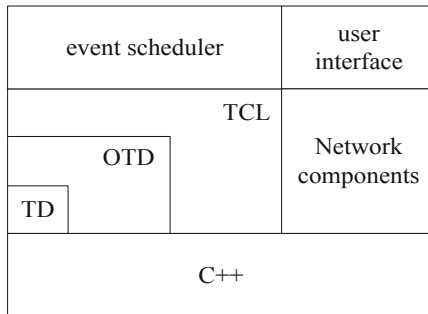 event scheduler
user
interface
TCL
OTD
TD
Network
components
C++